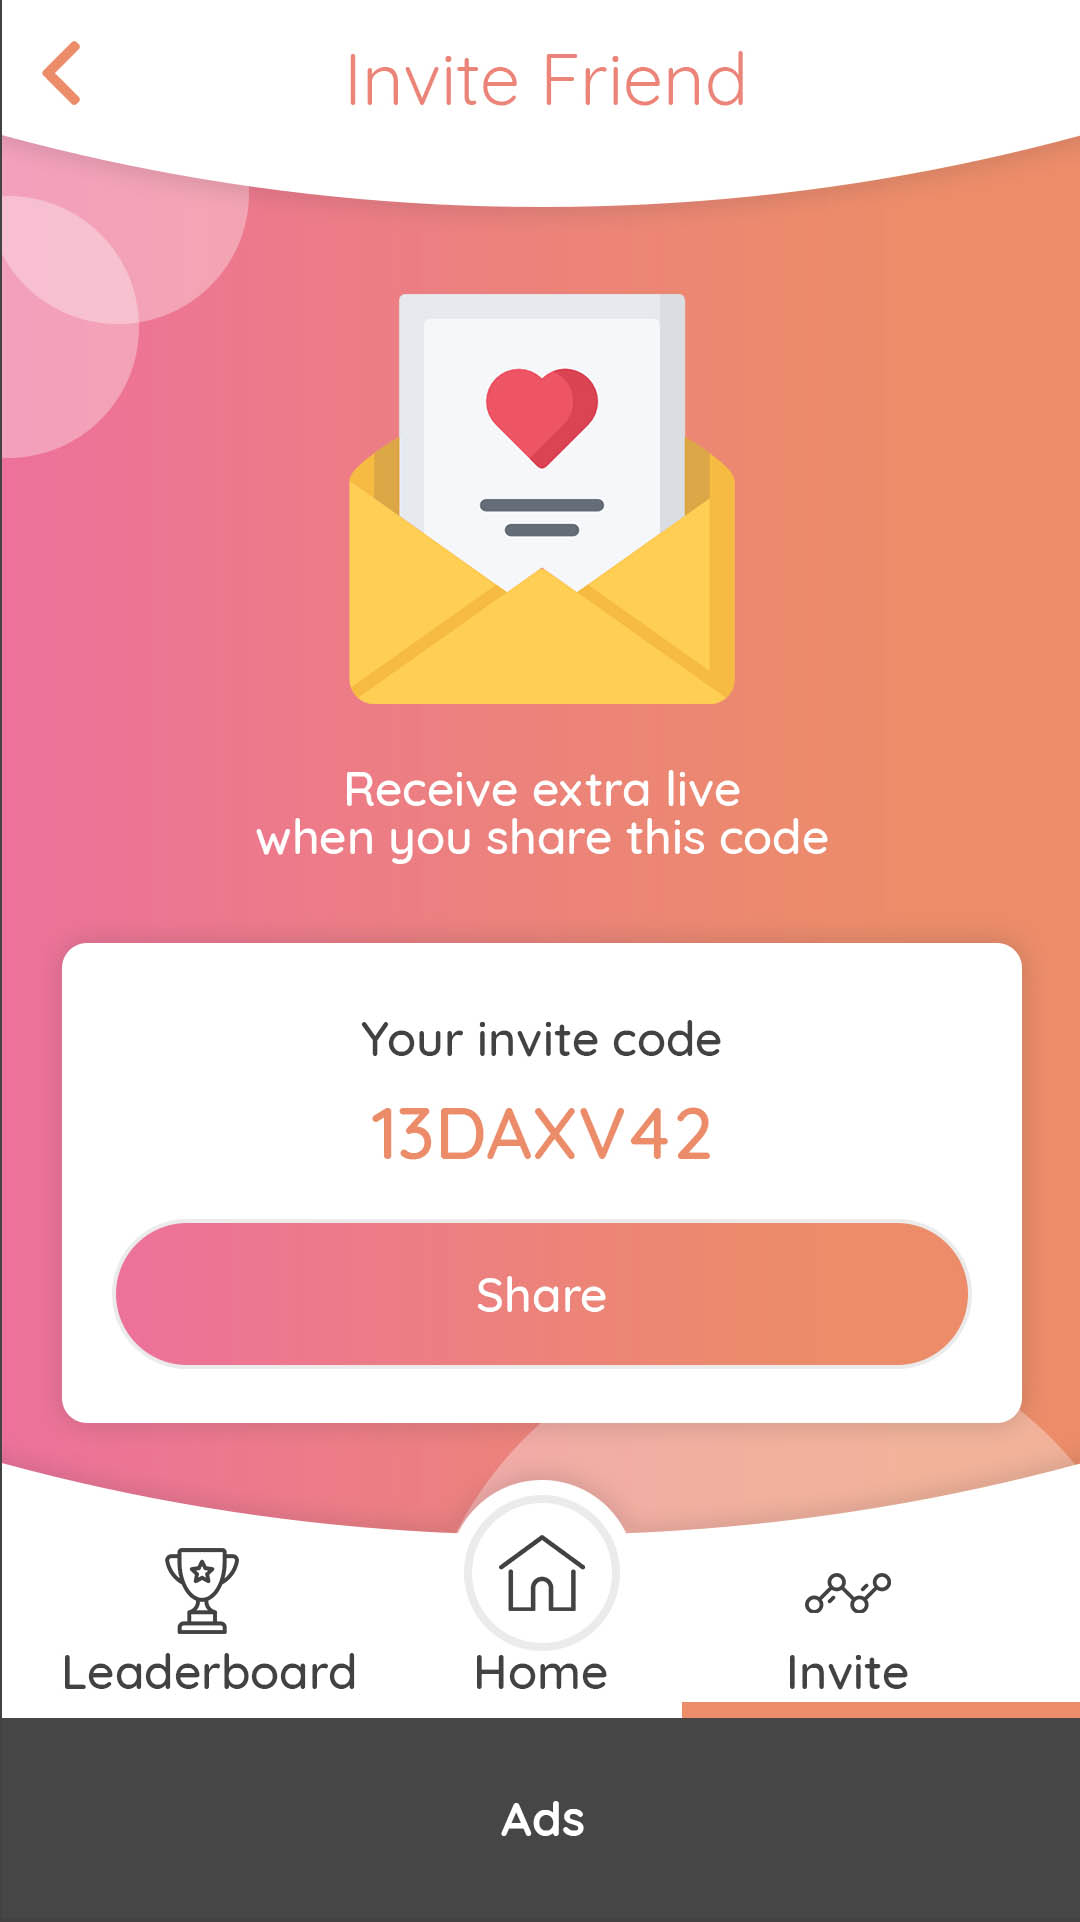 Invite Friend
Receive extra live
when you share this code
Your invite code
13DAXV42
Share
Leaderboard
Home
Invite
Ads